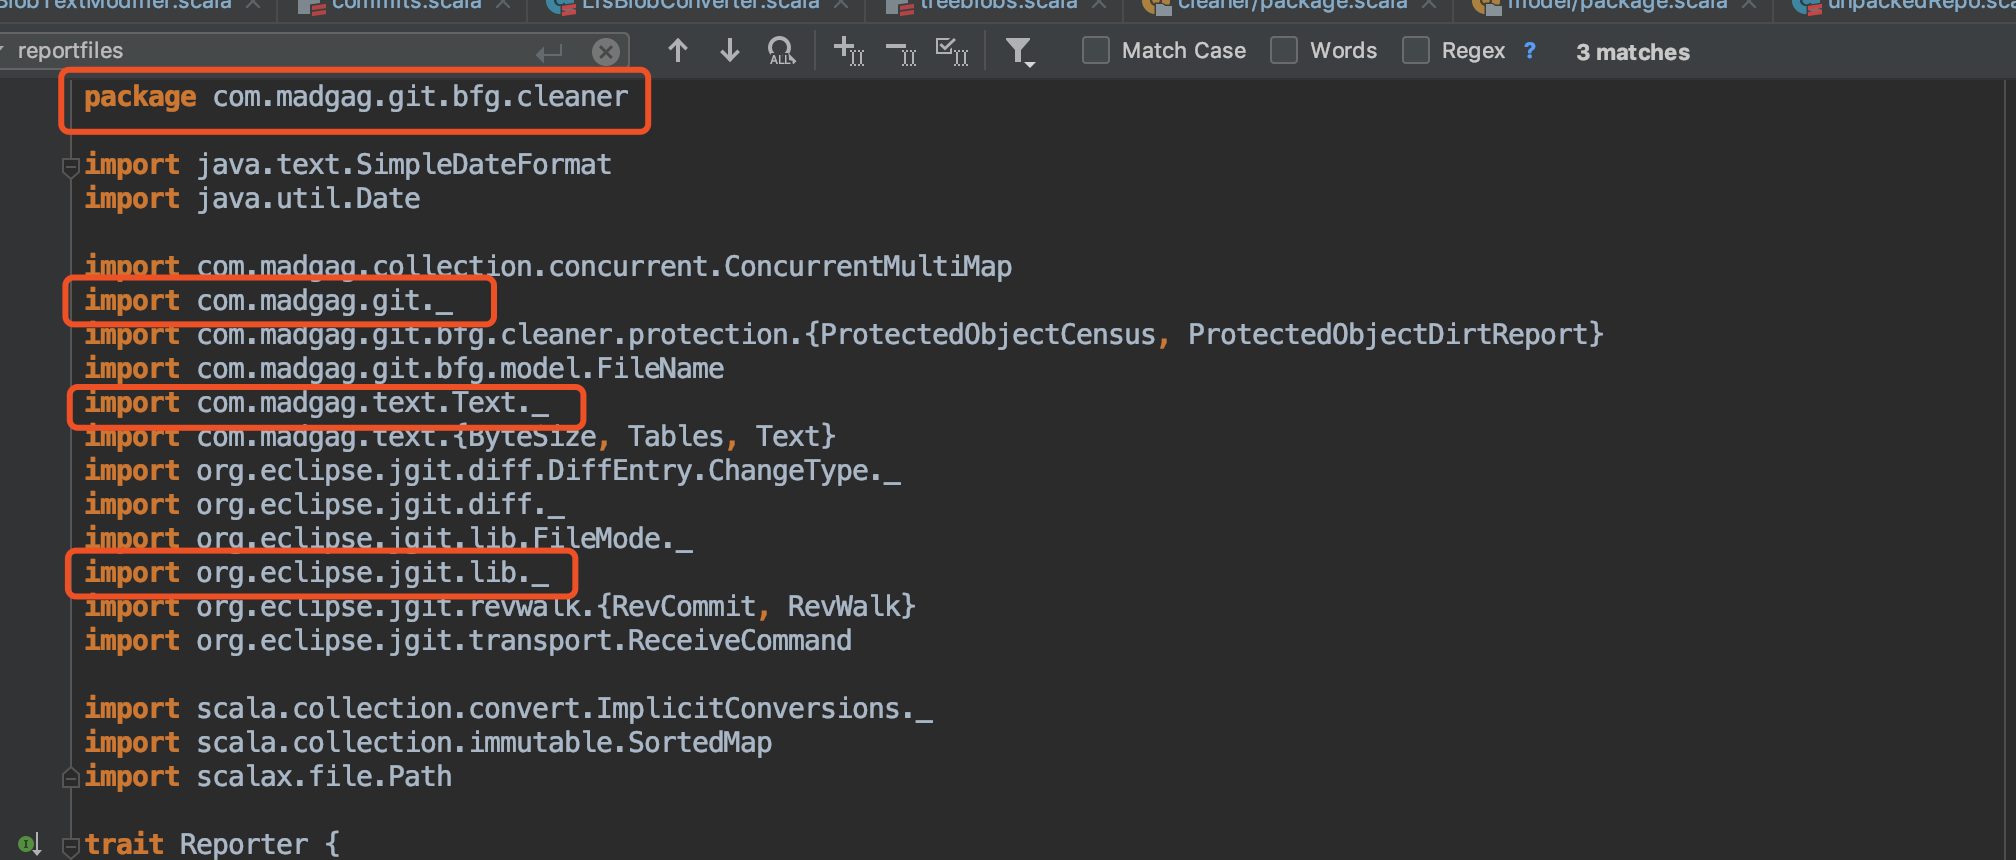 BlobTextModifier.scala commits.scala LfsBlobConverter.scala treeblobs.scala cleaner/package.scala model/package.scala unpackedRepo.sca
reportfiles ALL Match Case Words Regex ? 3 matches
package com.madgag.git.bfg.cleaner
import java.text.SimpleDateFormat
import java.util.Date
import com.madgag.collection.concurrent.ConcurrentMultiMap
import com.madgag.git._
import com.madgag.git.bfg.cleaner.protection.{ProtectedObjectCensus, ProtectedObjectDirtReport}
import com.madgag.git.bfg.model.FileName
import com.madgag.text.Text._
import com.madgag.text.{ByteSize, Tables, Text}
import org.eclipse.jgit.diff.DiffEntry.ChangeType._
import org.eclipse.jgit.diff._
import org.eclipse.jgit.lib.FileMode._
import org.eclipse.jgit.lib._
import org.eclipse.jgit.revwalk.{RevCommit, RevWalk}
import org.eclipse.jgit.transport.ReceiveCommand
import scala.collection.convert.ImplicitConversions._
import scala.collection.immutable.SortedMap
import scalax.file.Path
trait Reporter {